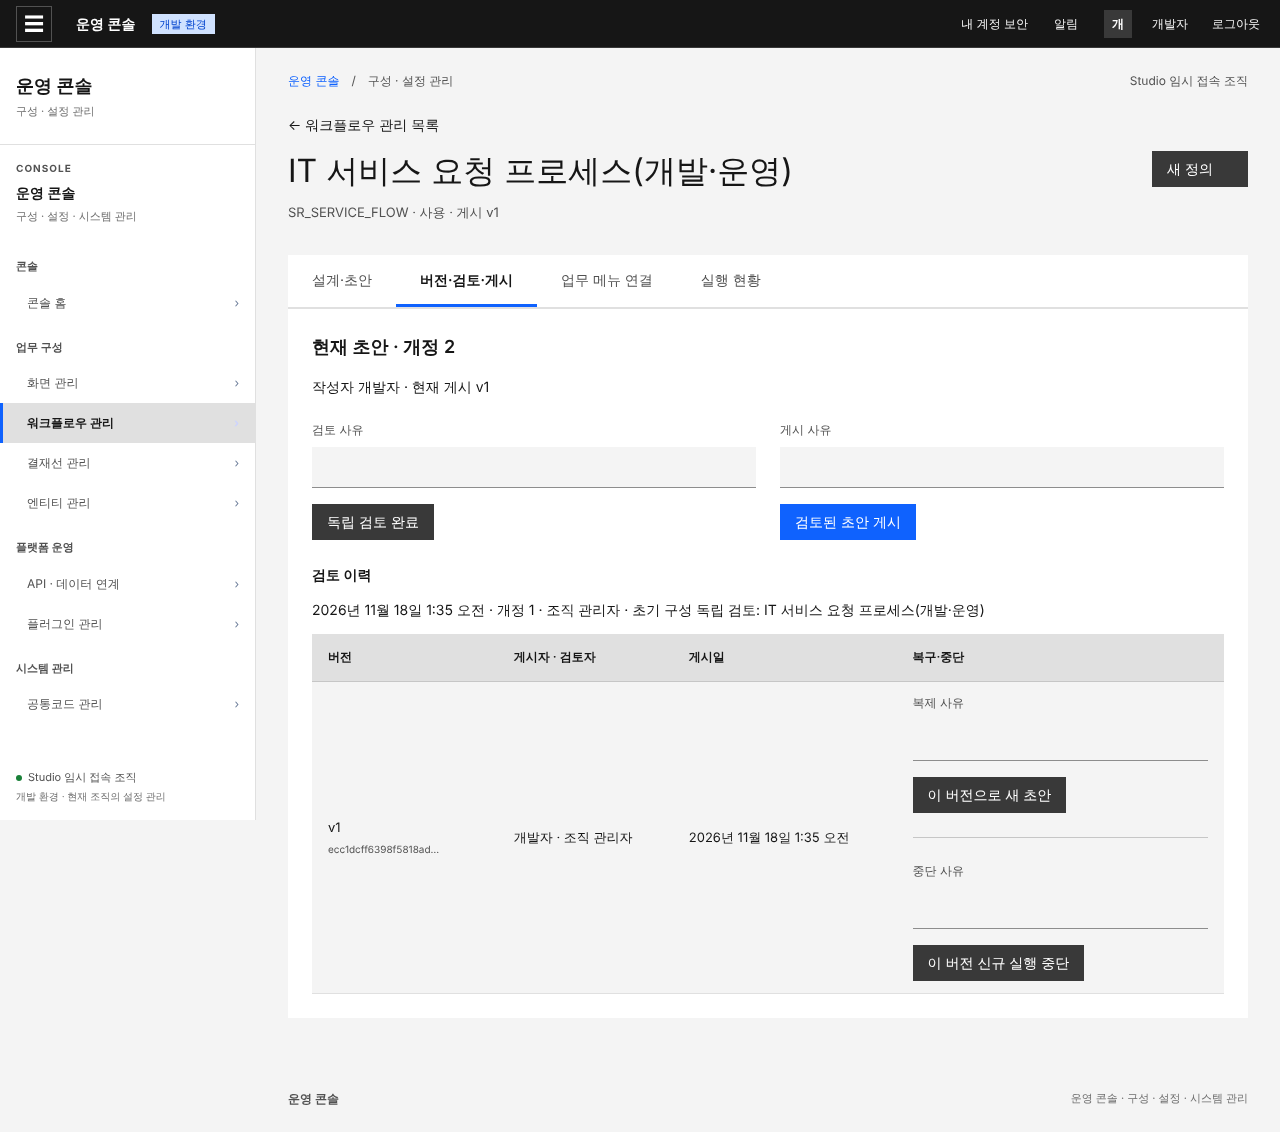 운영 콘솔 개발 환경 내 계정 보안 알림 개 개발자 로그아웃
운영 콘솔
구성 · 설정 관리
CONSOLE
운영 콘솔
구성 · 설정 · 시스템 관리
콘솔
콘솔 홈 ›
업무 구성
화면 관리 ›
워크플로우 관리 ›
결재선 관리 ›
엔티티 관리 ›
플랫폼 운영
API · 데이터 연계 ›
플러그인 관리 ›
시스템 관리
공통코드 관리 ›
Studio 임시 접속 조직
개발 환경 · 현재 조직의 설정 관리
운영 콘솔 / 구성 · 설정 관리 Studio 임시 접속 조직
← 워크플로우 관리 목록
IT 서비스 요청 프로세스(개발·운영) 새 정의
SR_SERVICE_FLOW · 사용 · 게시 v1
설계·초안 버전·검토·게시 업무 메뉴 연결 실행 현황
현재 초안 · 개정 2
작성자 개발자 · 현재 게시 v1
검토 사유 게시 사유
독립 검토 완료 검토된 초안 게시
검토 이력
2026년 11월 18일 1:35 오전 · 개정 1 · 조직 관리자 · 초기 구성 독립 검토: IT 서비스 요청 프로세스(개발·운영)
버전 게시자 · 검토자 게시일 복구·중단
v1
ecc1dcff6398f5818ad...
개발자 · 조직 관리자
2026년 11월 18일 1:35 오전
복제 사유
이 버전으로 새 초안
중단 사유
이 버전 신규 실행 중단
운영 콘솔 운영 콘솔 · 구성 · 설정 · 시스템 관리